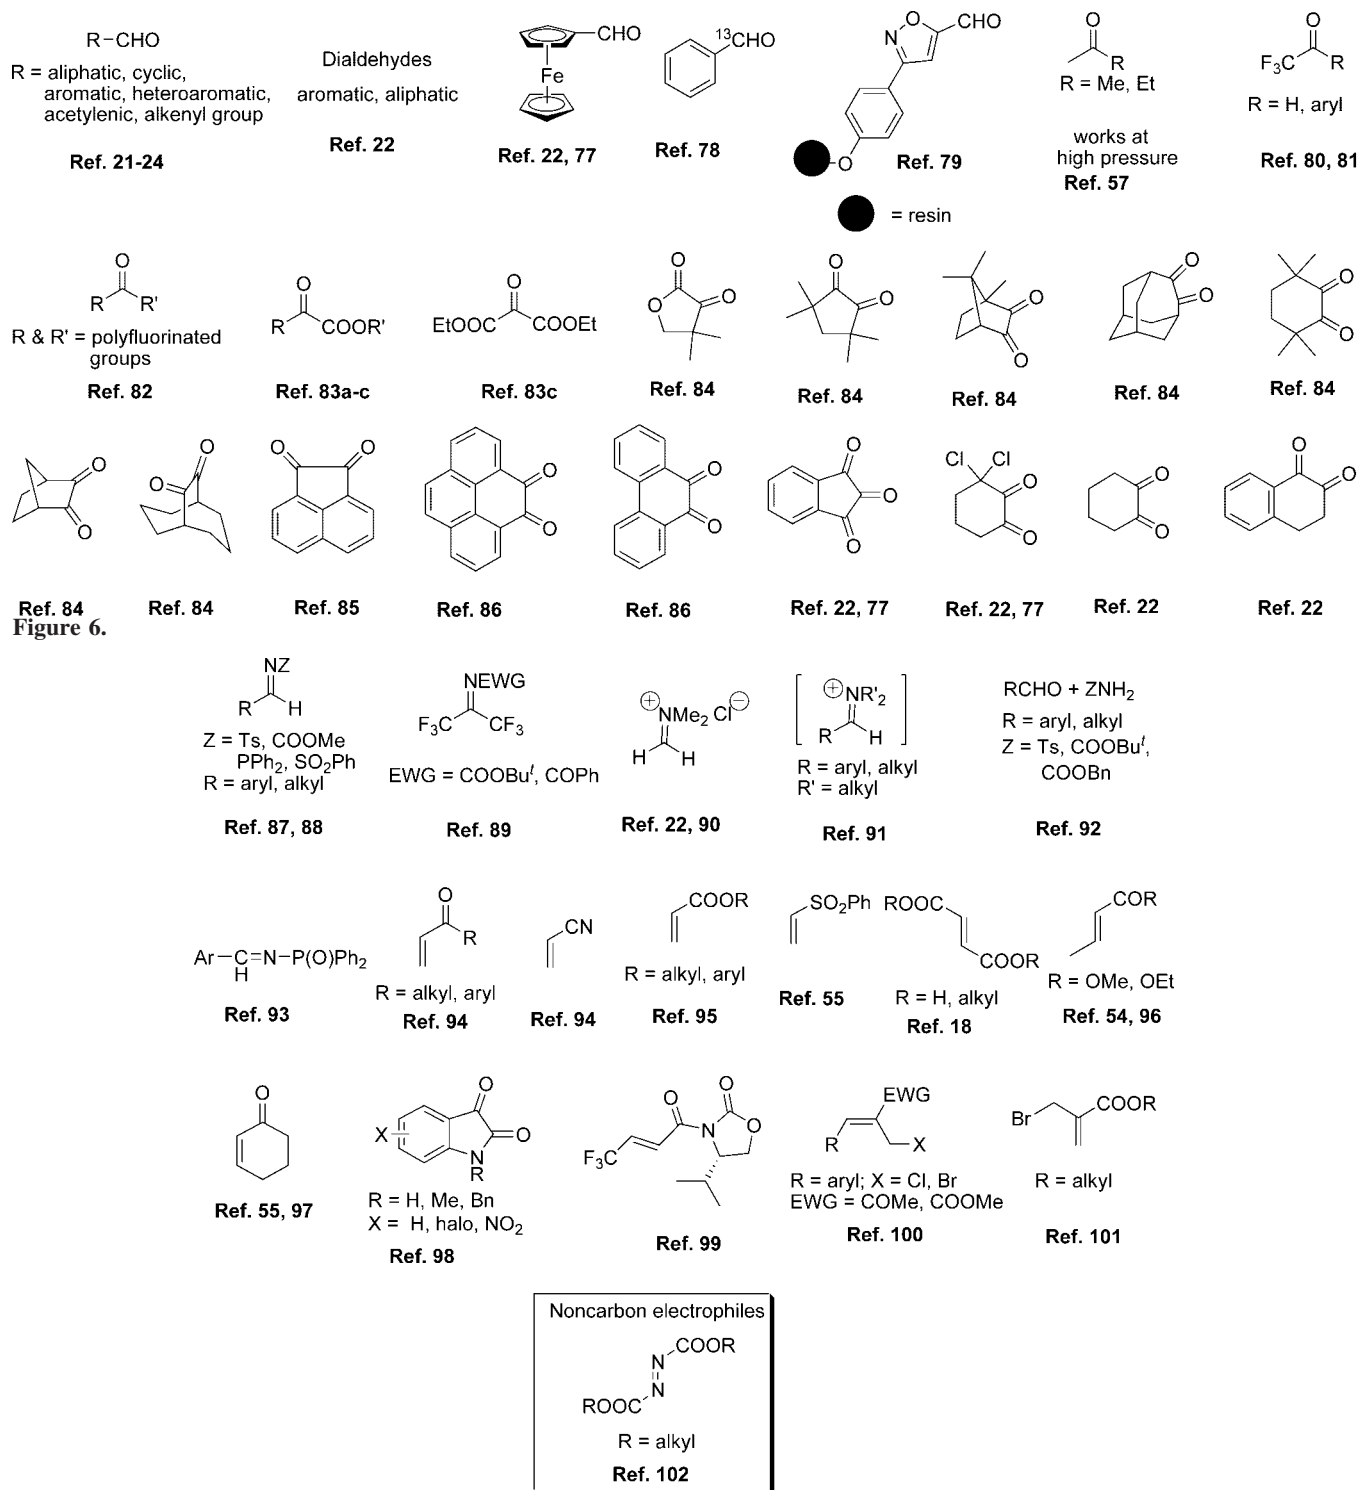 R—CHO
R = aliphatic, cyclic,
aromatic, heteroaromatic,
acetylenic, alkenyl group
Ref. 21-24
Dialdehydes
aromatic, aliphatic
Ref. 22
CHO
Fe
Ref. 22, 77
13CHO
Ref. 78
O
N
CHO
O
Ref. 79
= resin
O
R
R = Me, Et
works at
high pressure
Ref. 57
O
F3C
R
R = H, aryl
Ref. 80, 81
O
R
R'
R & R' = polyfluorinated
groups
Ref. 82
O
R
COOR'
Ref. 83a-c
O
EtOOC
COOEt
Ref. 83c
O
O
O
Ref. 84
O
O
Ref. 84
O
O
Ref. 84
O
O
Ref. 84
O
O
Ref. 84
O
O
Ref. 84
O
O
Ref. 84
O
O
Ref. 85
O
O
Ref. 86
O
O
Ref. 86
O
O
O
Ref. 22, 77
Cl Cl
O
O
Ref. 22, 77
O
O
Ref. 22
O
O
Ref. 22
Figure 6.
NZ
R
H
Z = Ts, COOMe
PPh2, SO2Ph
R = aryl, alkyl
Ref. 87, 88
NEWG
F3C
CF3
EWG = COOBut, COPh
Ref. 89
+
NMe2 Cl−
H
H
Ref. 22, 90
+
NR'2
R
H
R = aryl, alkyl
R' = alkyl
Ref. 91
RCHO + ZNH2
R = aryl, alkyl
Z = Ts, COOBut,
COOBn
Ref. 92
Ar—C=N—P(O)Ph2
H
Ref. 93
O
R
R = alkyl, aryl
Ref. 94
CN
Ref. 94
COOR
R = alkyl, aryl
Ref. 95
SO2Ph
Ref. 55
ROOC
COOR
R = H, alkyl
Ref. 18
COR
R = OMe, OEt
Ref. 54, 96
O
Ref. 55, 97
O
X
O
N
R
R = H, Me, Bn
X = H, halo, NO2
Ref. 98
O
O
N
O
F3C
Ref. 99
EWG
R
X
R = aryl; X = Cl, Br
EWG = COMe, COOMe
Ref. 100
Br
COOR
R = alkyl
Ref. 101
Noncarbon electrophiles
COOR
N
N
ROOC
R = alkyl
Ref. 102